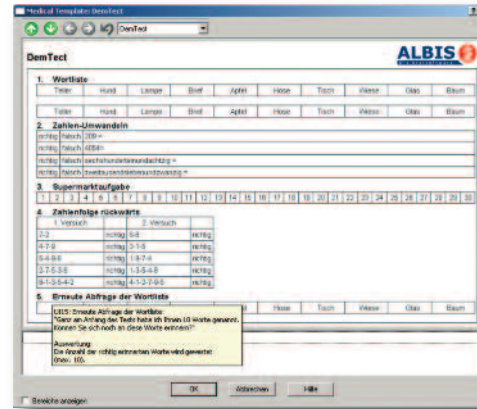 Medical Template: DemTect
DemTect
DemTect
ALBIS
1. Wortliste
Teller Hund Lampe Brief Apfel Hose Tisch Wiese Glas Baum
Teller Hund Lampe Brief Apfel Hose Tisch Wiese Glas Baum
2. Zahlen-Umwandeln
richtig falsch 209 =
richtig falsch 4054=
richtig falsch sechshunderteinundachtzig =
richtig falsch zweitausendsiebenundzwanzig =
3. Supermarktaufgabe
1 2 3 4 5 6 7 8 9 10 11 12 13 14 15 16 17 18 19 20 21 22 23 24 25 26 27 28 29 30
4. Zahlenfolge rückwärts
1. Versuch 2. Versuch
7-2 richtig 8-6 richtig
4-7-9 richtig 3-1-5 richtig
5-4-9-6 richtig 1-9-7-4 richtig
2-7-5-3-6 richtig 1-3-5-4-8 richtig
8-1-3-5-4-2 richtig 4-1-2-7-9-5 richtig
5. Erneute Abfrage der Wortliste
Hose Tisch Wiese Glas Baum
Erneute Abfrage der Wortliste
"Ganz am Anfang des Tests habe ich Ihnen 10 Worte genannt.
Können Sie sich noch an diese Worte erinnern?"
Auswertung:
Die Anzahl der richtig erinnerten Worte wird gewertet
(max. 10).
OK Abbrechen Hilfe
Bereiche anzeigen